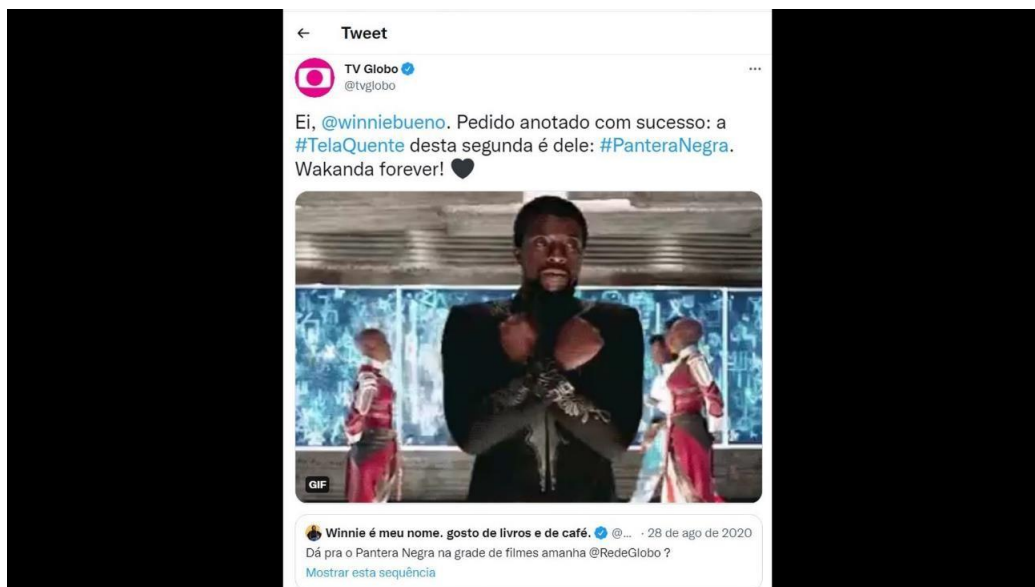 Tweet
TV Globo
@tvglobo
Ei, @winniebueno. Pedido anotado com sucesso: a
#TelaQuente desta segunda é dele: #PanteraNegra.
Wakanda forever! 🖤
GIF
Winnie é meu nome. gosto de livros e de café. @... · 28 de ago de 2020
Dá pra o Pantera Negra na grade de filmes amanha @RedeGlobo ?
Mostrar esta sequência